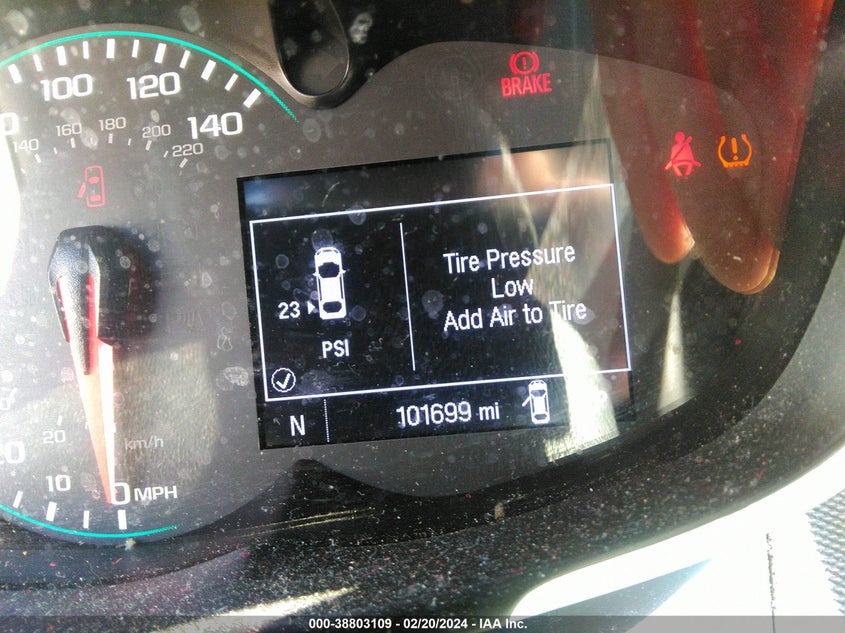 100
120
140
140
160
180
200
220
BRAKE
23
PSI
Tire Pressure
Low
Add Air to Tire
N
101699 mi
20
km/h
10
0 MPH
000-38803109 - 02/20/2024 - IAA Inc.